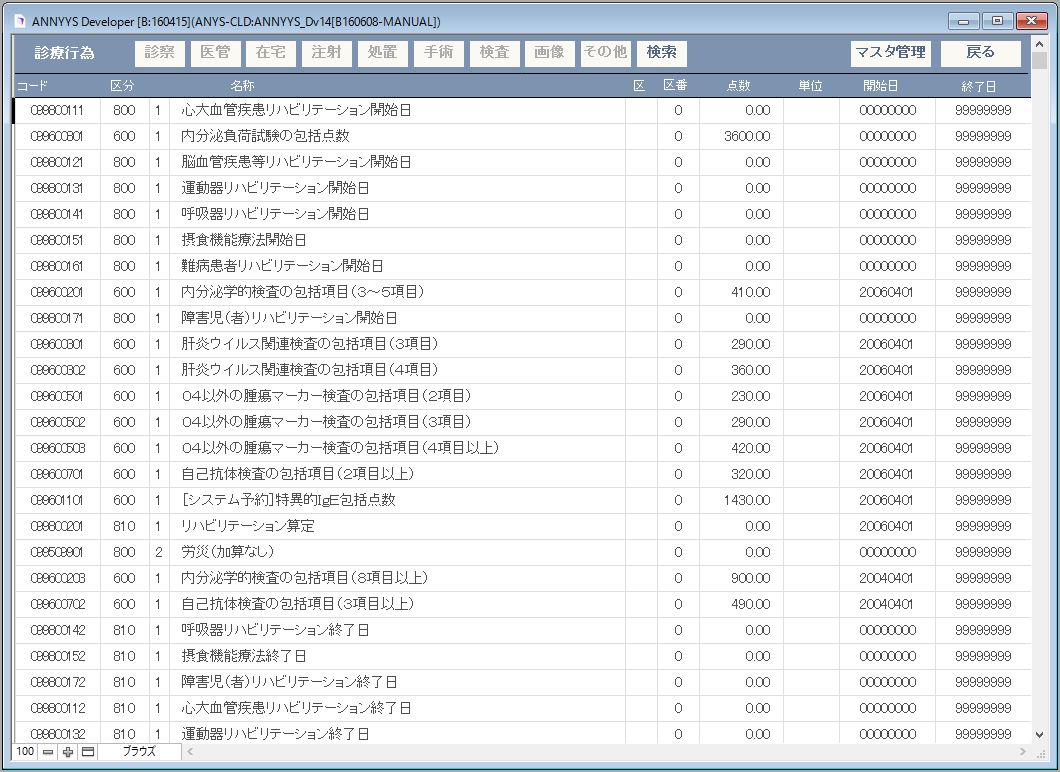 ANNYYS Developer [B:160415](ANYS-CLD:ANNYYS_Dv14[B160608-MANUAL])
診療行為 診察 医管 在宅 注射 処置 手術 検査 画像 その他 検索 マスタ管理 戻る
コード 区分 名称 区 区番 点数 単位 開始日 終了日
099800111 800 1 心大血管疾患リハビリテーション開始日 0 0.00 00000000 99999999
099600801 600 1 内分泌負荷試験の包括点数 0 3600.00 00000000 99999999
099800121 800 1 脳血管疾患等リハビリテーション開始日 0 0.00 00000000 99999999
099800131 800 1 運動器リハビリテーション開始日 0 0.00 00000000 99999999
099800141 800 1 呼吸器リハビリテーション開始日 0 0.00 00000000 99999999
099800151 800 1 摂食機能療法開始日 0 0.00 00000000 99999999
099800161 800 1 難病患者リハビリテーション開始日 0 0.00 00000000 99999999
099600201 600 1 内分泌学的検査の包括項目(3～5項目) 0 410.00 20060401 99999999
099800171 800 1 障害児(者)リハビリテーション開始日 0 0.00 00000000 99999999
099600301 600 1 肝炎ウイルス関連検査の包括項目(3項目) 0 290.00 20060401 99999999
099600302 600 1 肝炎ウイルス関連検査の包括項目(4項目) 0 360.00 20060401 99999999
099600501 600 1 04以外の腫瘍マーカー検査の包括項目(2項目) 0 230.00 20060401 99999999
099600502 600 1 04以外の腫瘍マーカー検査の包括項目(3項目) 0 290.00 20060401 99999999
099600503 600 1 04以外の腫瘍マーカー検査の包括項目(4項目以上) 0 420.00 20060401 99999999
099600701 600 1 自己抗体検査の包括項目(2項目以上) 0 320.00 20060401 99999999
099601101 600 1 [システム予約]特異的IgE包括点数 0 1430.00 20060401 99999999
099800201 810 1 リハビリテーション算定 0 0.00 20060401 99999999
099509901 800 2 労災(加算なし) 0 0.00 00000000 99999999
099600203 600 1 内分泌学的検査の包括項目(8項目以上) 0 900.00 20040401 99999999
099600702 600 1 自己抗体検査の包括項目(3項目以上) 0 490.00 20040401 99999999
099800142 810 1 呼吸器リハビリテーション終了日 0 0.00 00000000 99999999
099800152 810 1 摂食機能療法終了日 0 0.00 00000000 99999999
099800172 810 1 障害児(者)リハビリテーション終了日 0 0.00 00000000 99999999
099800112 810 1 心大血管疾患リハビリテーション終了日 0 0.00 00000000 99999999
099800132 810 1 運動器リハビリテーション終了日 0 0.00 00000000 99999999
100 ブラウズ